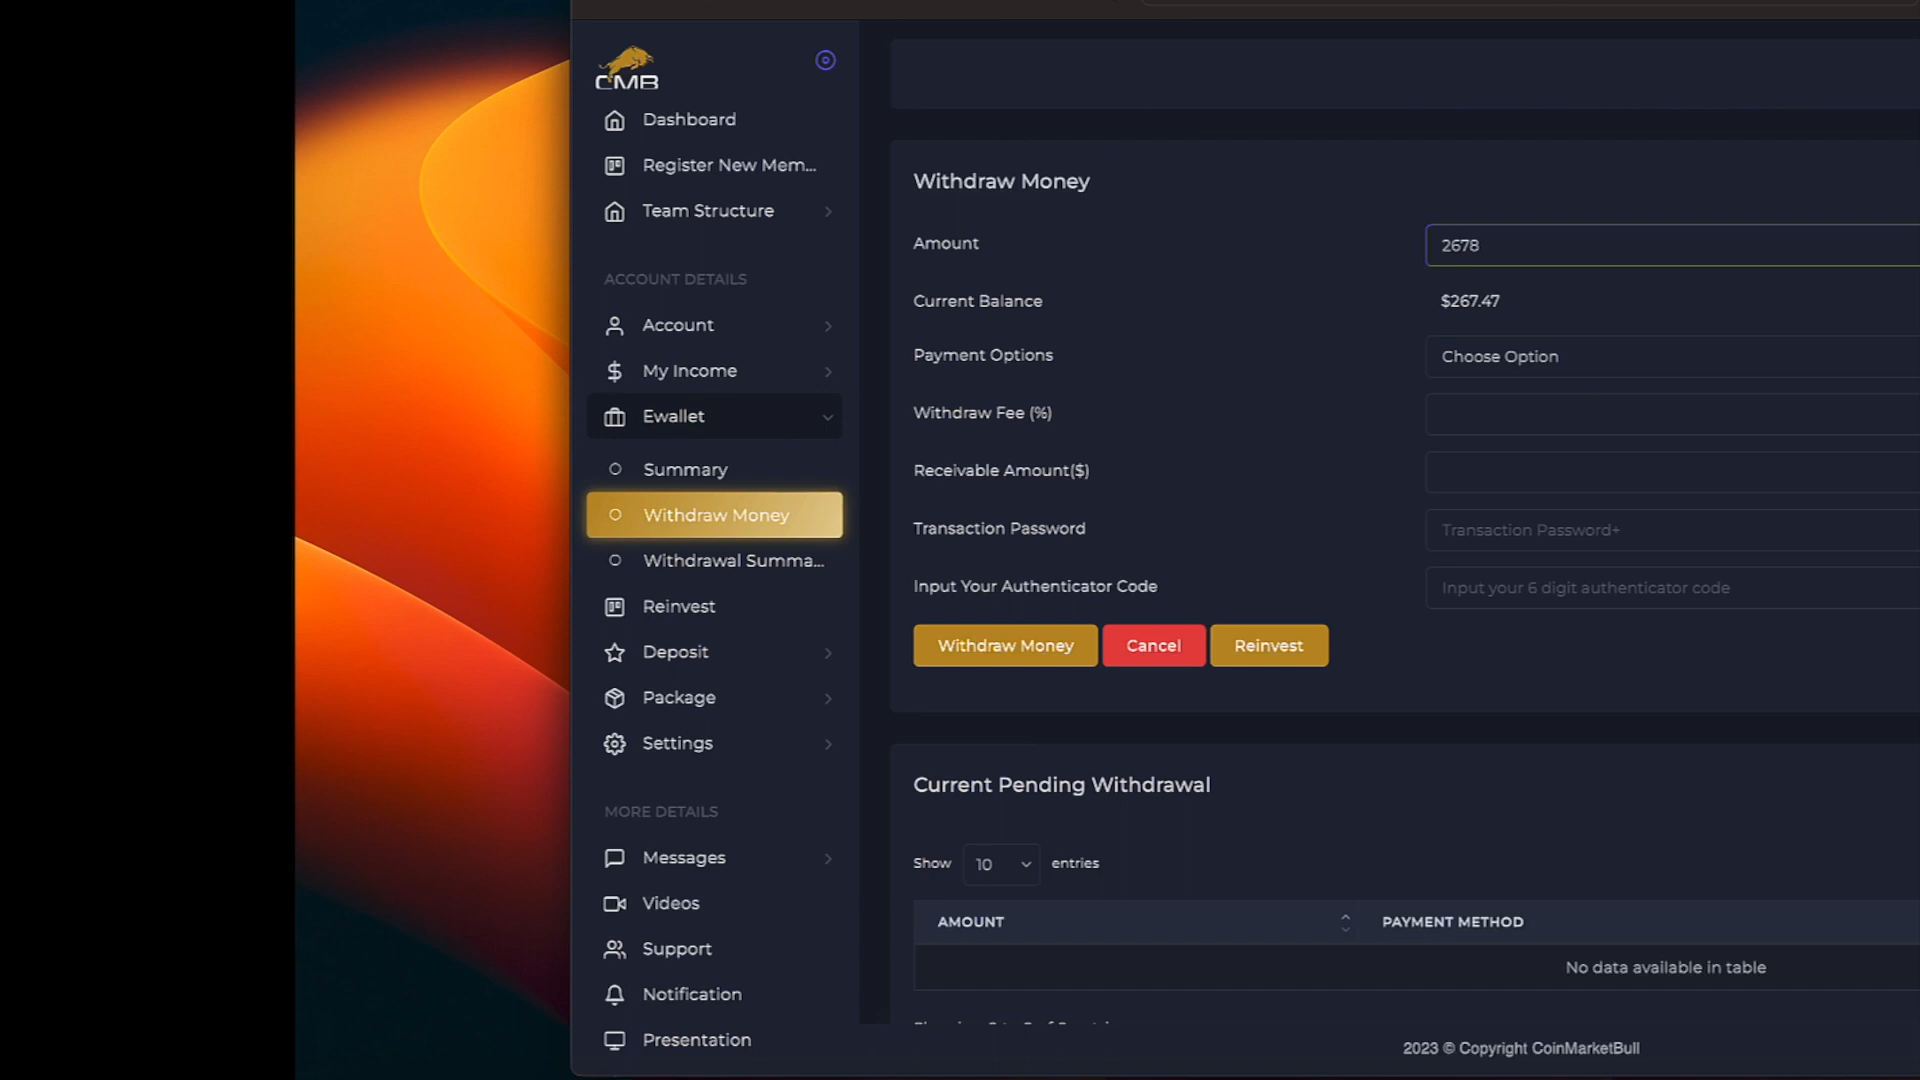 CMB
Dashboard
Register New Mem...
Team Structure
ACCOUNT DETAILS
Account
My Income
Ewallet
Summary
Withdraw Money
Withdrawal Summa...
Reinvest
Deposit
Package
Settings
MORE DETAILS
Messages
Videos
Support
Notification
Presentation
Withdraw Money
Amount
2678
Current Balance
$267.47
Payment Options
Choose Option
Withdraw Fee (%)
Receivable Amount($)
Transaction Password
Transaction Password+
Input Your Authenticator Code
Input your 6 digit authenticator code
Withdraw Money Cancel Reinvest
Current Pending Withdrawal
Show 10 entries
AMOUNT PAYMENT METHOD
No data available in table
2023 © Copyright CoinMarketBull